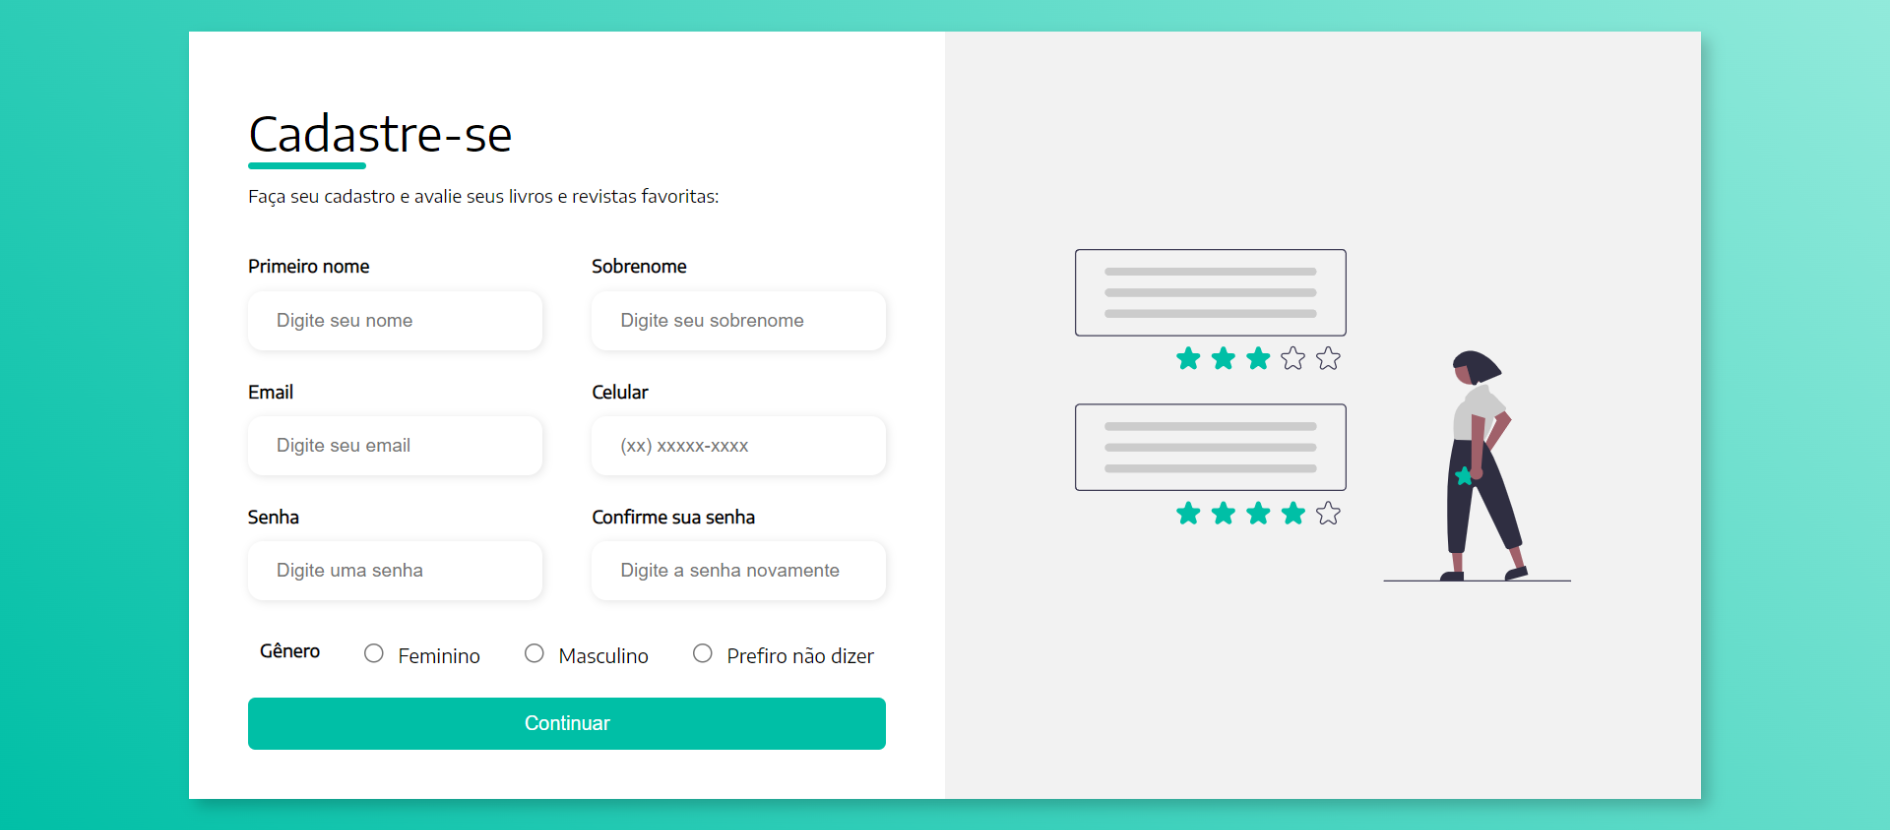 Cadastre-se
Faça seu cadastro e avalie seus livros e revistas favoritas:
Primeiro nome
Sobrenome
Digite seu nome
Digite seu sobrenome
Email
Celular
Digite seu email
(xx) xxxxx-xxxx
Senha
Confirme sua senha
Digite uma senha
Digite a senha novamente
Gênero Feminino Masculino Prefiro não dizer
Continuar